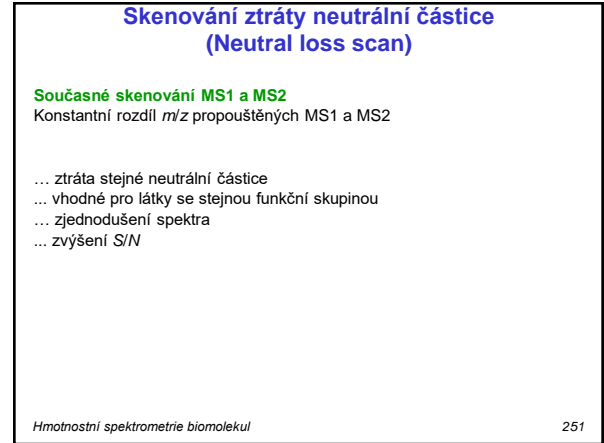 Skenování ztráty neutrální částice
(Neutral loss scan)
Současné skenování MS1 a MS2
Konstantní rozdíl m/z propouštěných MS1 a MS2
… ztráta stejné neutrální částice
... vhodné pro látky se stejnou funkční skupinou
… zjednodušení spektra
... zvýšení S/N
Hmotnostní spektrometrie biomolekul 251